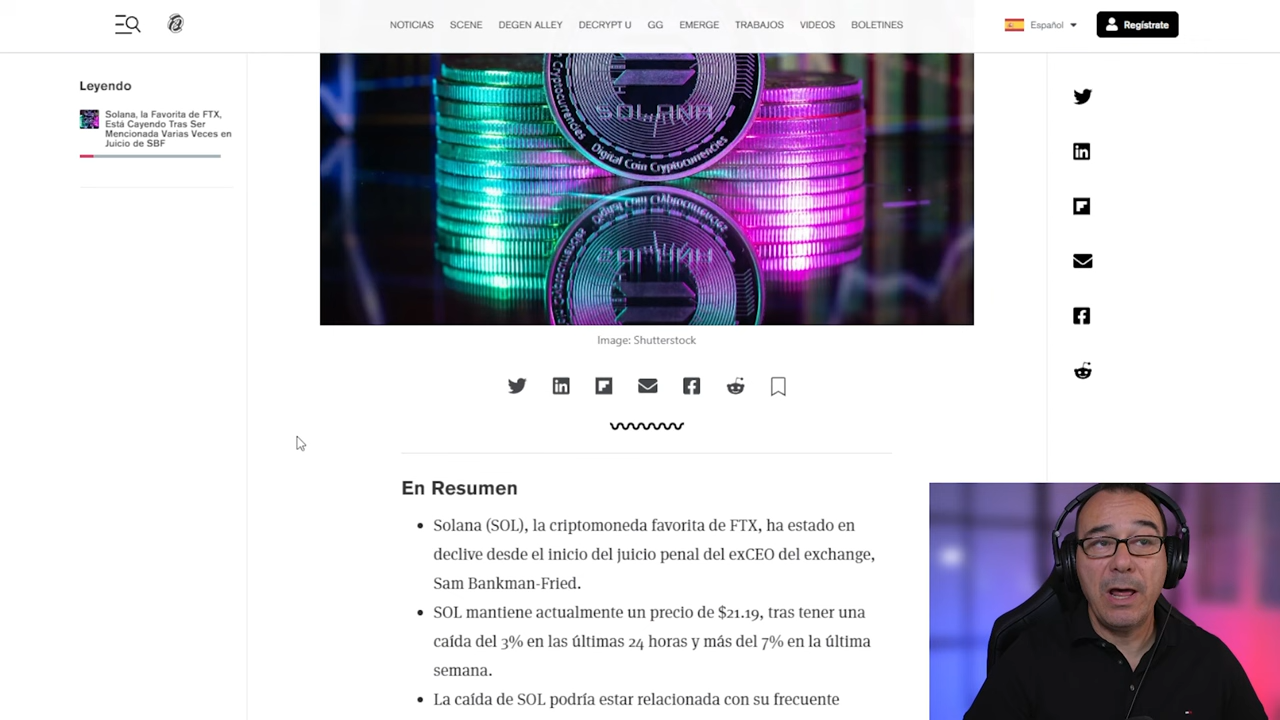 NOTICIAS SCENE DEGEN ALLEY DECRYPT U GG EMERGE TRABAJOS VIDEOS BOLETINES Español Regístrate
Leyendo
Solana, la Favorita de FTX,
Está Cayendo Tras Ser
Mencionada Varias Veces en
Juicio de SBF
Cryptocurrencies
SOLANA
Digital Coin Cryptocurrencies
Image: Shutterstock
En Resumen
Solana (SOL), la criptomoneda favorita de FTX, ha estado en
declive desde el inicio del juicio penal del exCEO del exchange,
Sam Bankman-Fried.
SOL mantiene actualmente un precio de $21.19, tras tener una
caída del 3% en las últimas 24 horas y más del 7% en la última
semana.
La caída de SOL podría estar relacionada con su frecuente